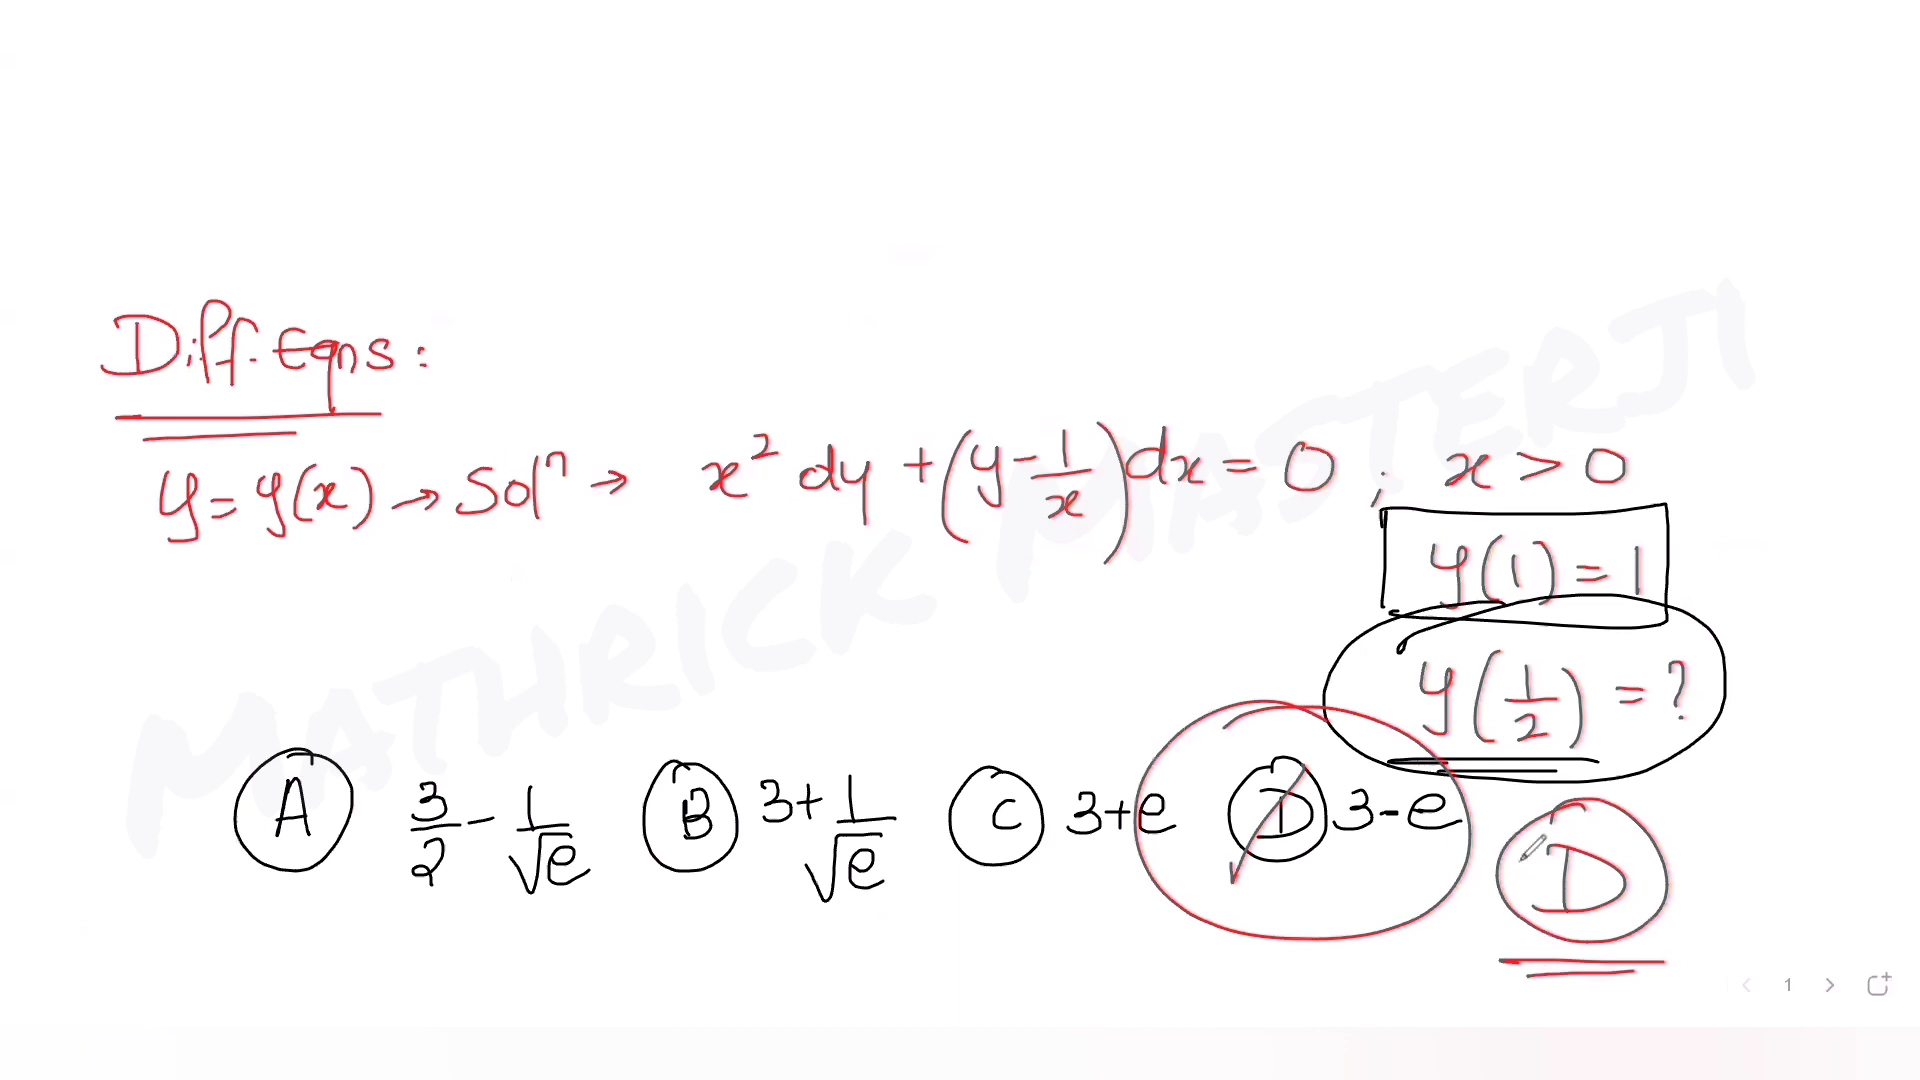 Diff. Eqns:
y = y(x) → Solⁿ → x² dy + (y - 1/x) dx = 0 ; x > 0
y(1) = 1
y(1/2) = ?
A 3/2 - 1/√e B 3 + 1/√e C 3+e D 3-e
D
MATHRICK MASTERJI
1